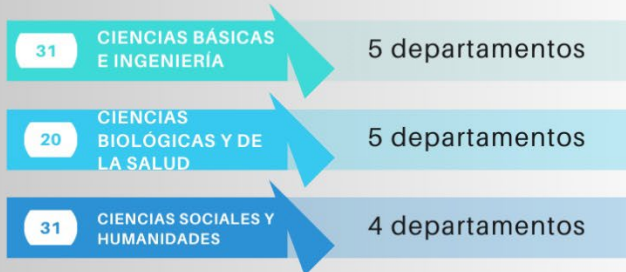 31
CIENCIAS BÁSICAS
E INGENIERÍA
5 departamentos
20
CIENCIAS
BIOLÓGICAS Y DE
LA SALUD
5 departamentos
31
CIENCIAS SOCIALES Y
HUMANIDADES
4 departamentos